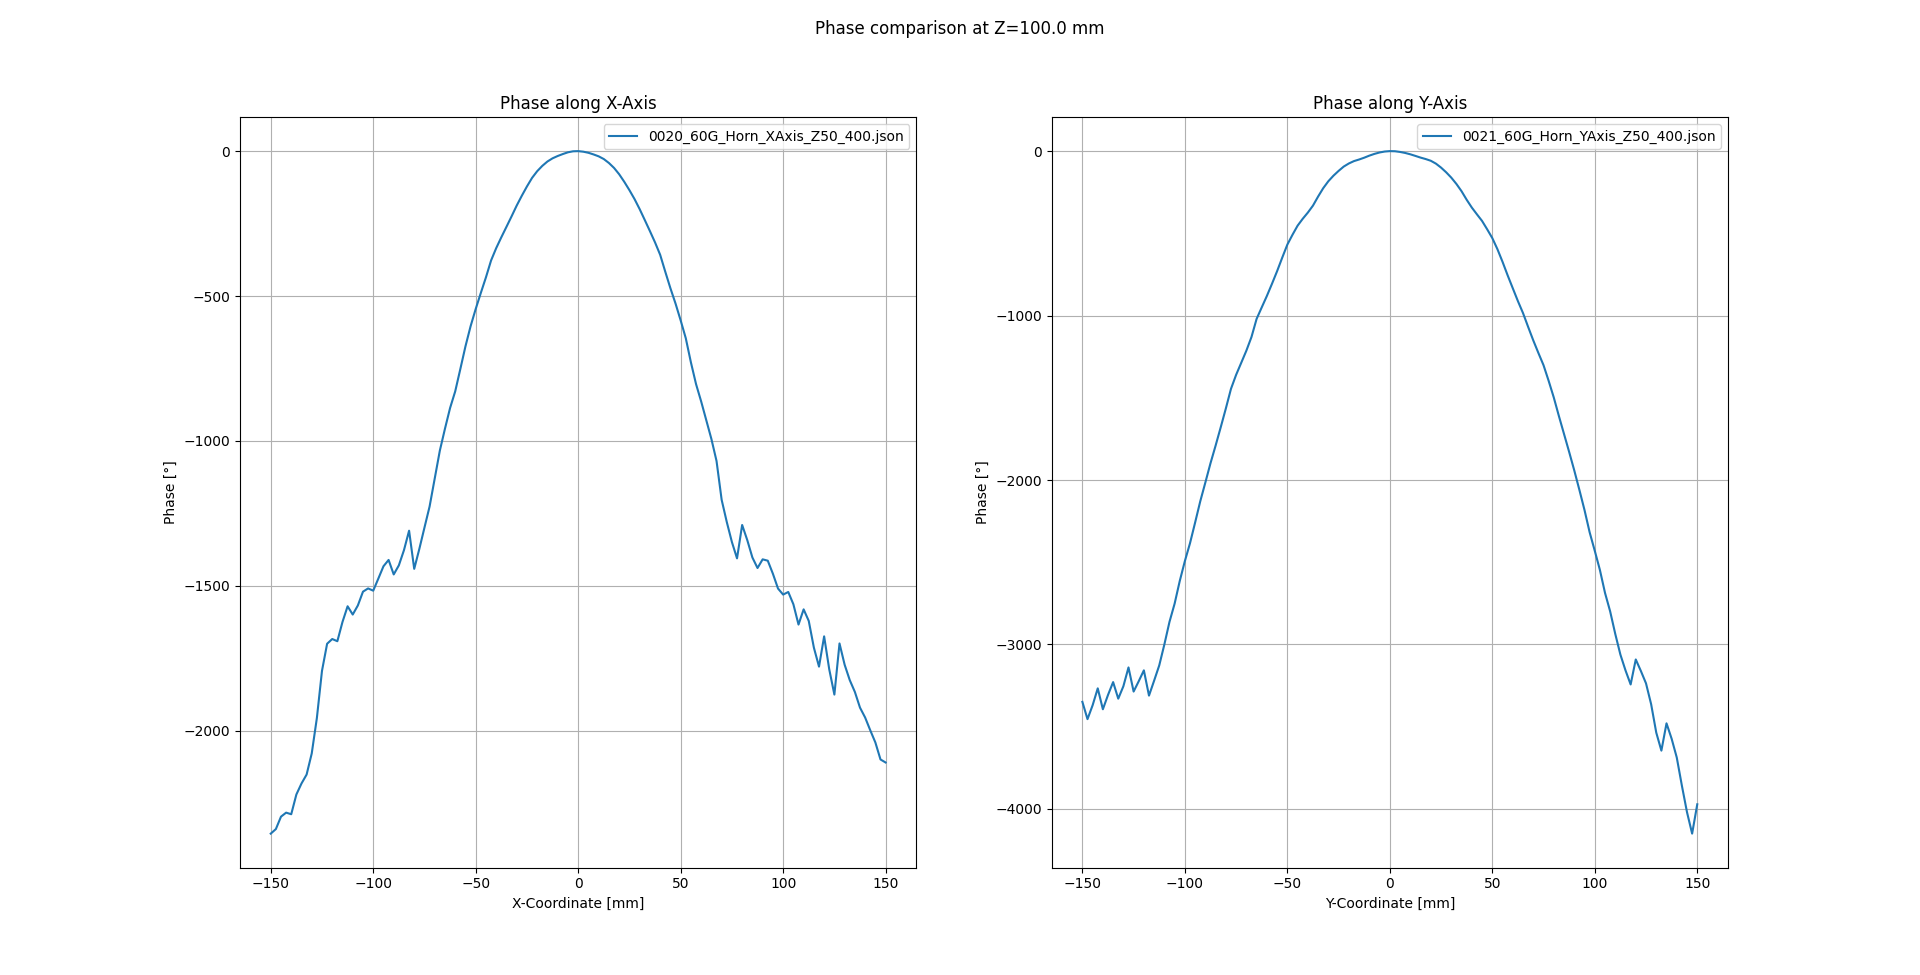 Phase comparison at Z=100.0 mm
Phase along X-Axis
0020_60G_Horn_XAxis_Z50_400.json
0
−500
−1000
−1500
−2000
Phase [°]
−150 −100 −50 0 50 100 150
X-Coordinate [mm]
Phase along Y-Axis
0021_60G_Horn_YAxis_Z50_400.json
0
−1000
−2000
−3000
−4000
Phase [°]
−150 −100 −50 0 50 100 150
Y-Coordinate [mm]